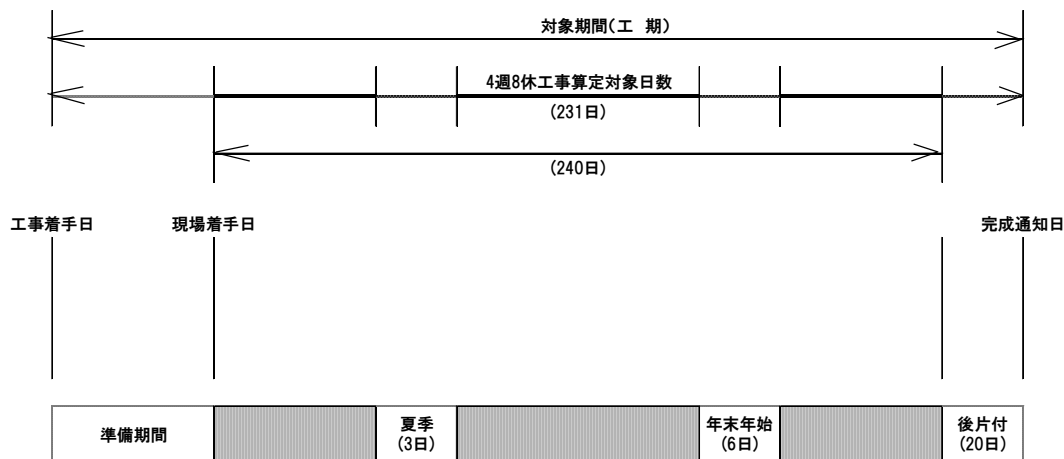 対象期間(工 期)
4週8休工事算定対象日数
(231日)
(240日)
工事着手日
現場着手日
完成通知日
準備期間
夏季
(3日)
年末年始
(6日)
後片付
(20日)